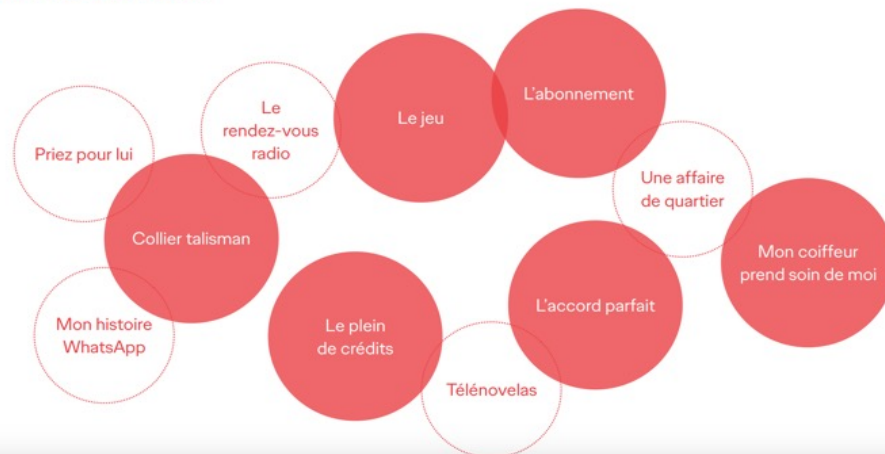 Le
rendez-vous
radio
Le jeu
L'abonnement
Priez pour lui
Collier talisman
Une affaire
de quartier
Mon coiffeur
prend soin de moi
Mon histoire
WhatsApp
Le plein
de crédits
L'accord parfait
Télénovelas